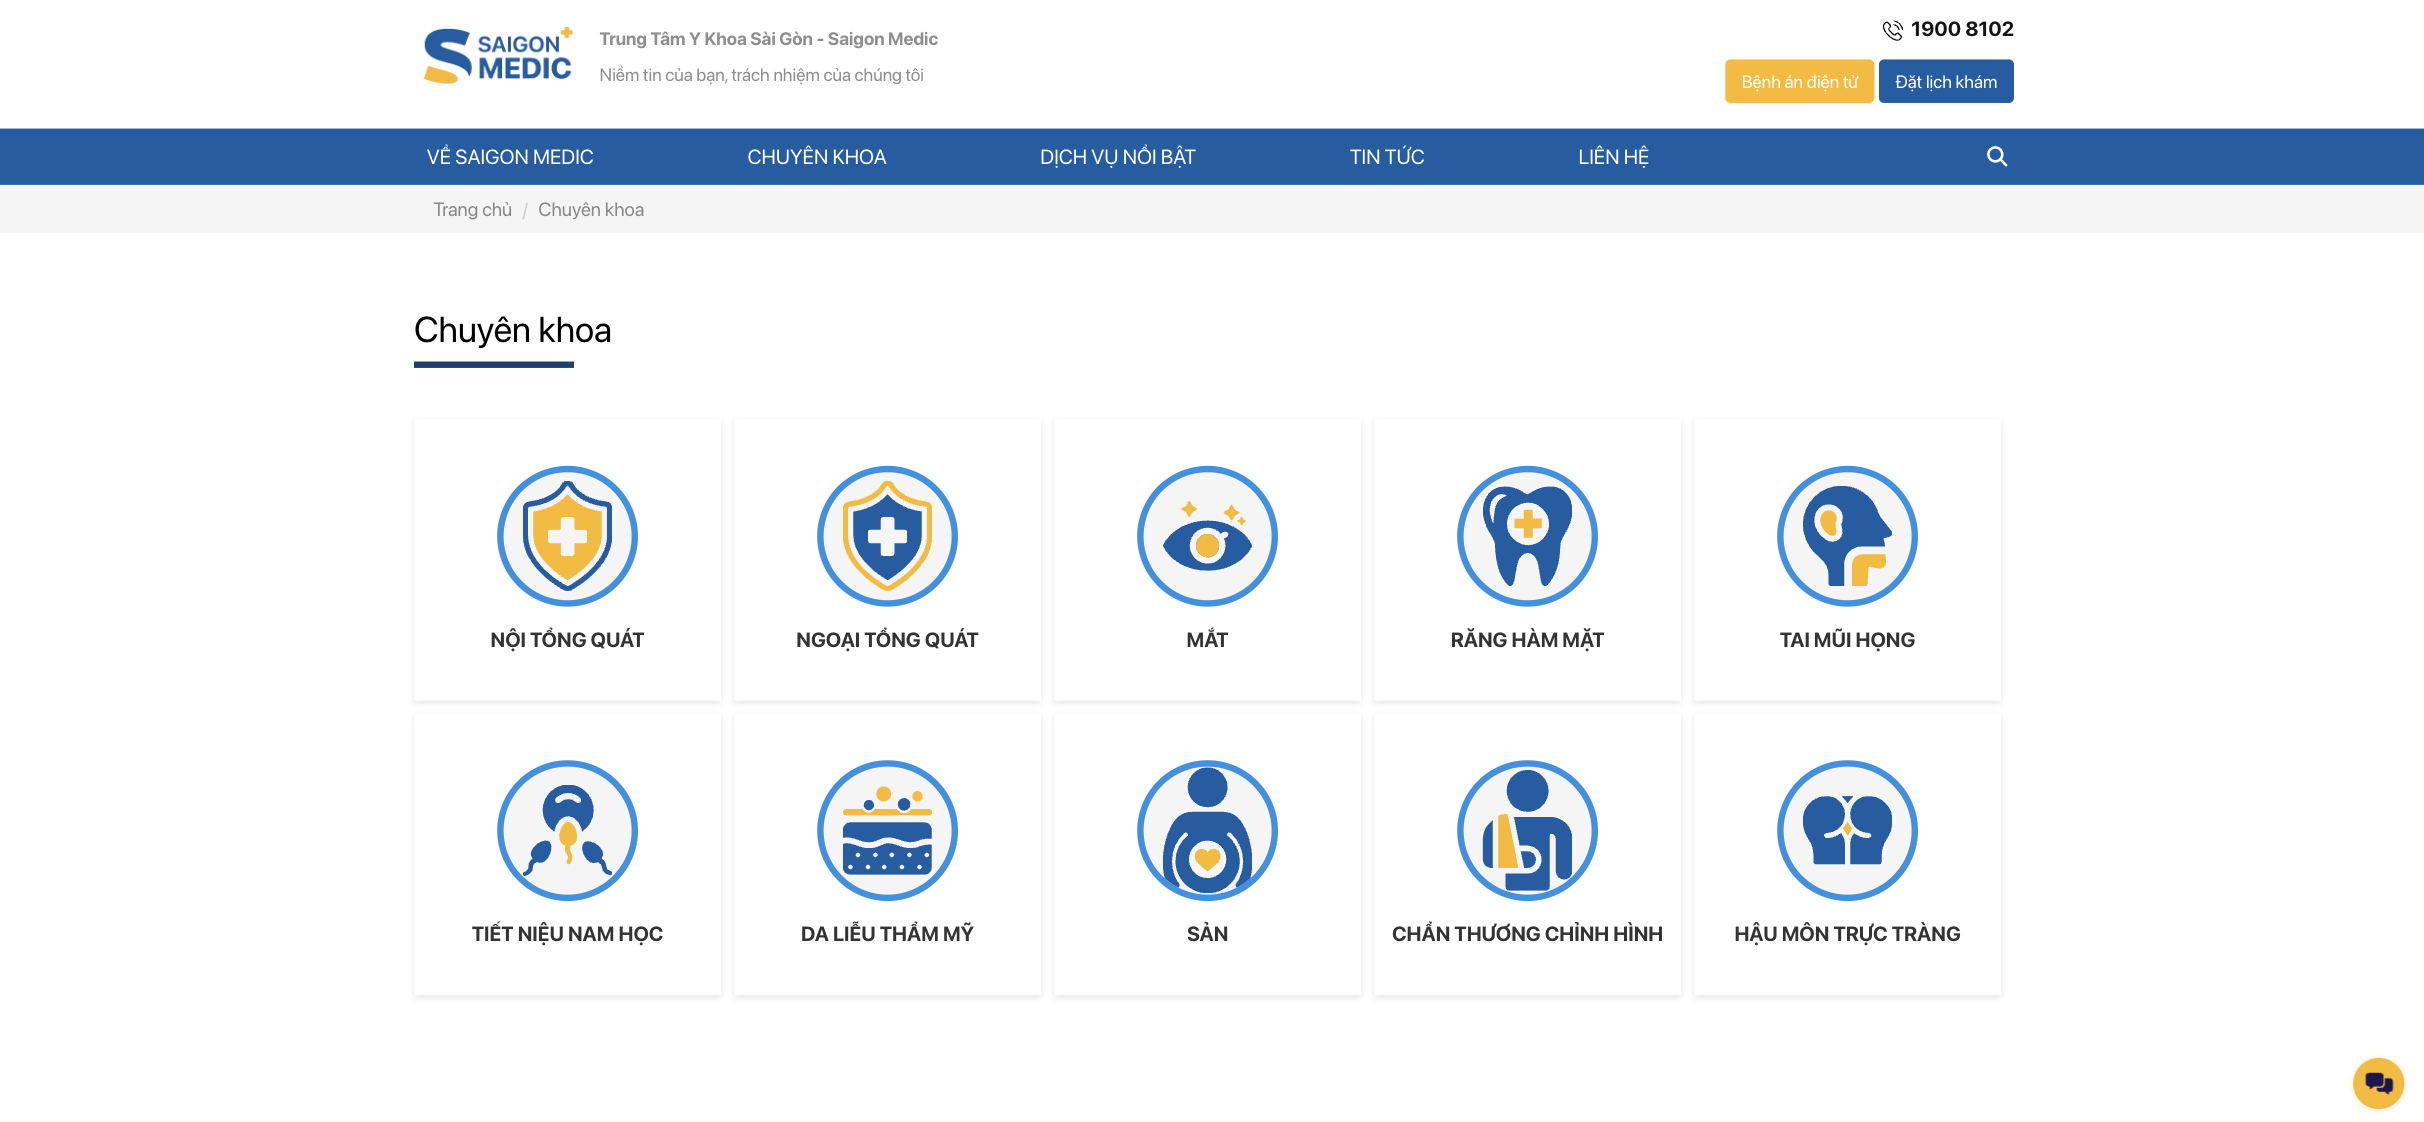 SAIGON
MEDIC
Trung Tâm Y Khoa Sài Gòn - Saigon Medic
Niềm tin của bạn, trách nhiệm của chúng tôi
1900 8102
Bệnh án điện tử
Đặt lịch khám
VỀ SAIGON MEDIC
CHUYÊN KHOA
DỊCH VỤ NỔI BẬT
TIN TỨC
LIÊN HỆ
Trang chủ / Chuyên khoa
Chuyên khoa
NỘI TỔNG QUÁT
NGOẠI TỔNG QUÁT
MẮT
RĂNG HÀM MẶT
TAI MŨI HỌNG
TIẾT NIỆU NAM HỌC
DA LIỄU THẨM MỸ
SẢN
CHẤN THƯƠNG CHỈNH HÌNH
HẬU MÔN TRỰC TRÀNG